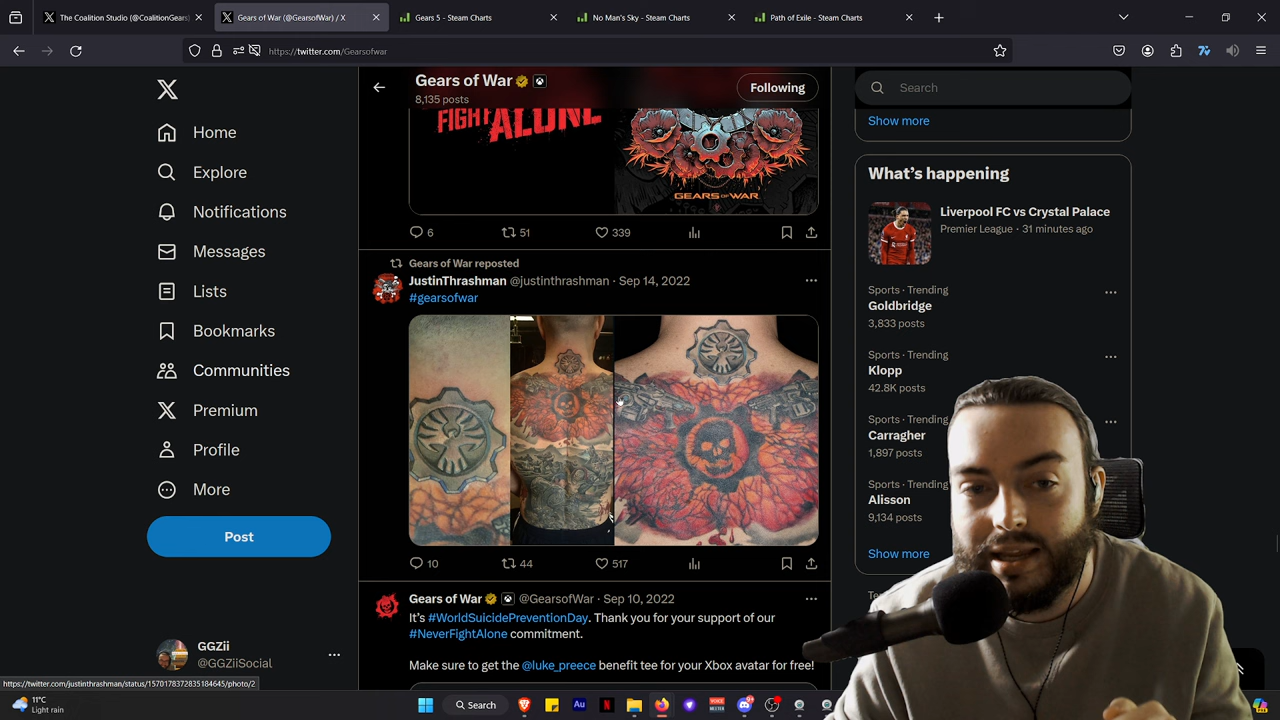 The Coalition Studio (@CoalitionGears
Gears of War (@GearsofWar) / X
Gears 5 - Steam Charts
No Man's Sky - Steam Charts
Path of Exile - Steam Charts
https://twitter.com/Gearsofwar
Home
Explore
Notifications
Messages
Lists
Bookmarks
Communities
Premium
Profile
More
Post
GGZii
@GGZiiSocial
Gears of War
8,135 posts
Following
FIGHT ALONE
GEARS OF WAR
6
51
339
Gears of War reposted
JustinThrashman @justinthrashman · Sep 14, 2022
#gearsofwar
10
44
517
Gears of War @GearsofWar · Sep 10, 2022
It's #WorldSuicidePreventionDay. Thank you for your support of our
#NeverFightAlone commitment.
Make sure to get the @luke_preece benefit tee for your Xbox avatar for free!
Search
Show more
What's happening
Liverpool FC vs Crystal Palace
Premier League · 31 minutes ago
Sports · Trending
Goldbridge
3,833 posts
Sports · Trending
Klopp
42.8K posts
Sports · Trending
Carragher
1,897 posts
Sports · Trending
Alisson
9,134 posts
Show more
https://twitter.com/justinthrashman/status/1570178372835184645/photo/2
11°C
Light rain
Search